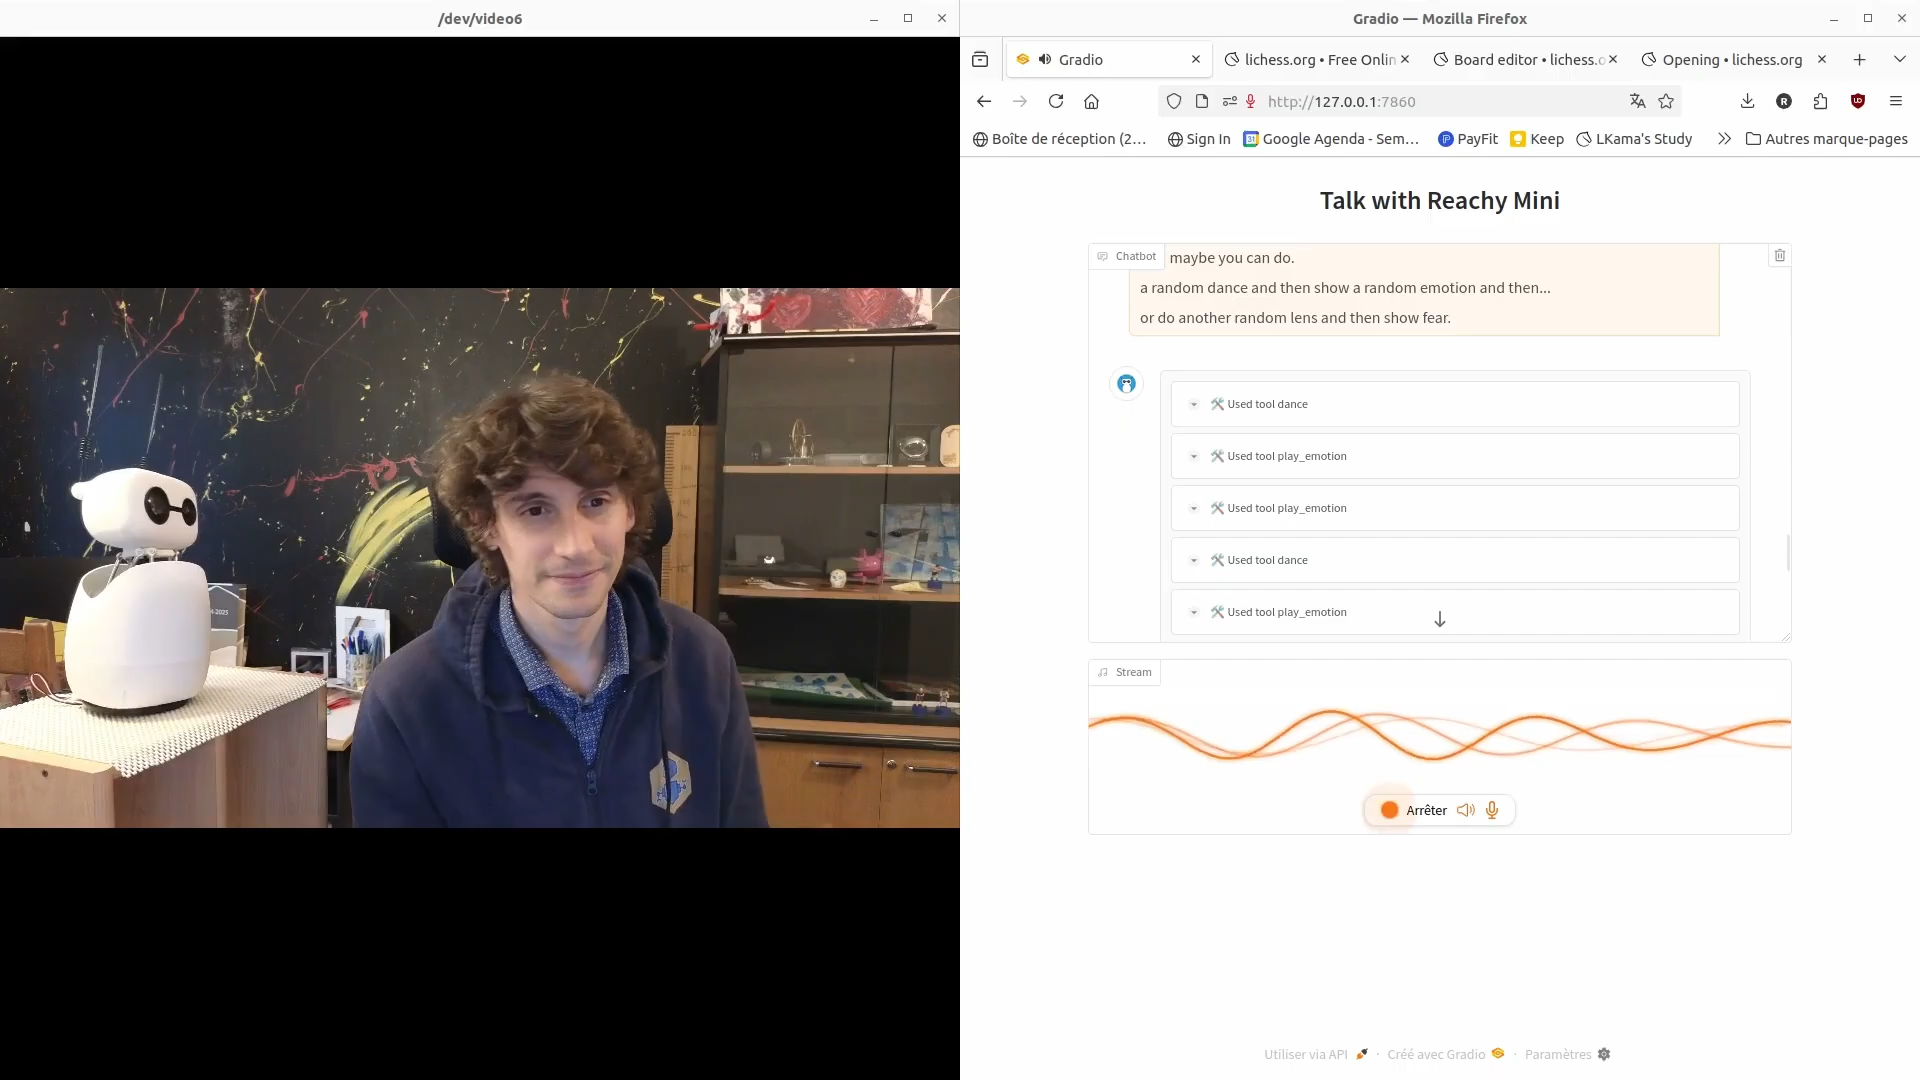 /dev/video6
Gradio — Mozilla Firefox
Gradio
lichess.org • Free Onlin
Board editor • lichess.o
Opening • lichess.org
http://127.0.0.1:7860
Boîte de réception (2…
Sign In
Google Agenda - Sem…
PayFit
Keep
LKama's Study
Autres marque-pages
Talk with Reachy Mini
Chatbot
maybe you can do.
a random dance and then show a random emotion and then...
or do another random lens and then show fear.
Used tool dance
Used tool play_emotion
Used tool play_emotion
Used tool dance
Used tool play_emotion
Stream
Arrêter
Utiliser via API · Créé avec Gradio · Paramètres